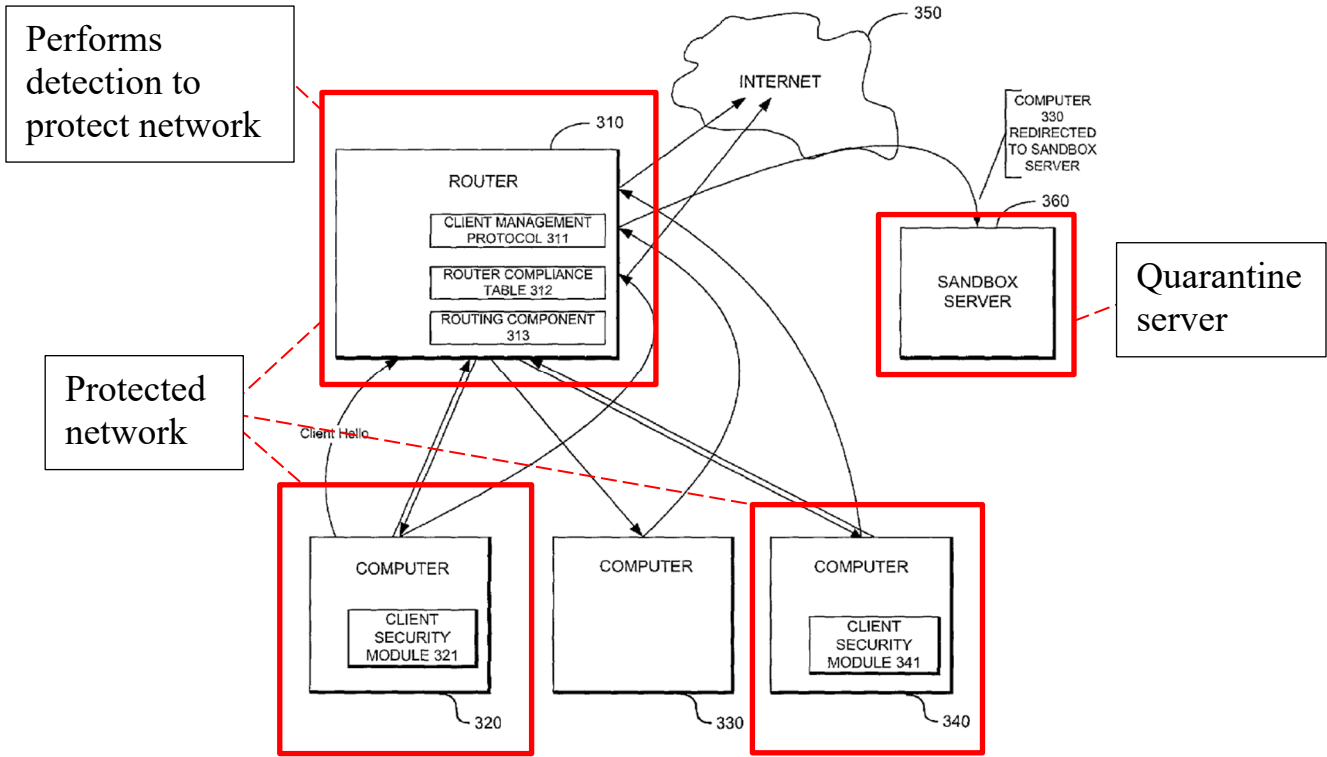 Performs
detection to
protect network
350
INTERNET
COMPUTER
330
REDIRECTED
TO SANDBOX
SERVER
310
ROUTER
CLIENT MANAGEMENT
PROTOCOL 311
ROUTER COMPLIANCE
TABLE 312
ROUTING COMPONENT
313
360
SANDBOX
SERVER
Quarantine
server
Protected
network
Client Hello
COMPUTER
CLIENT
SECURITY
MODULE 321
320
COMPUTER
330
COMPUTER
CLIENT
SECURITY
MODULE 341
340